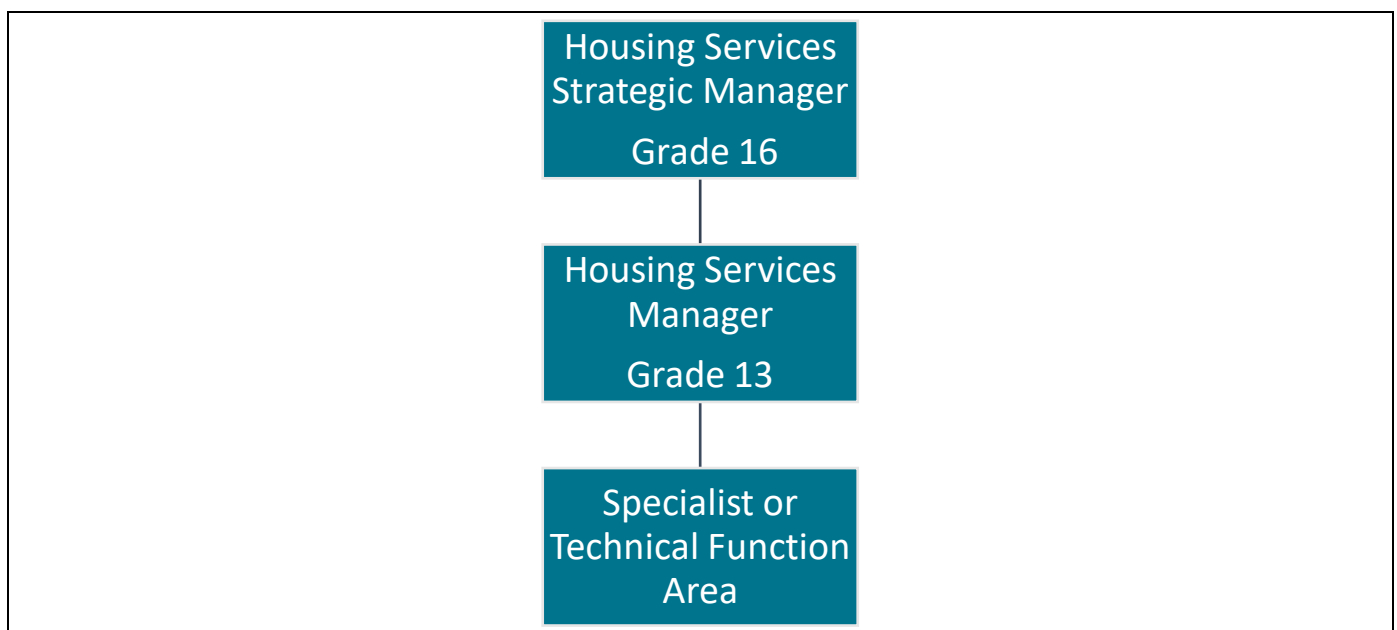 Housing Services
Strategic Manager
Grade 16
Housing Services
Manager
Grade 13
Specialist or
Technical Function
Area